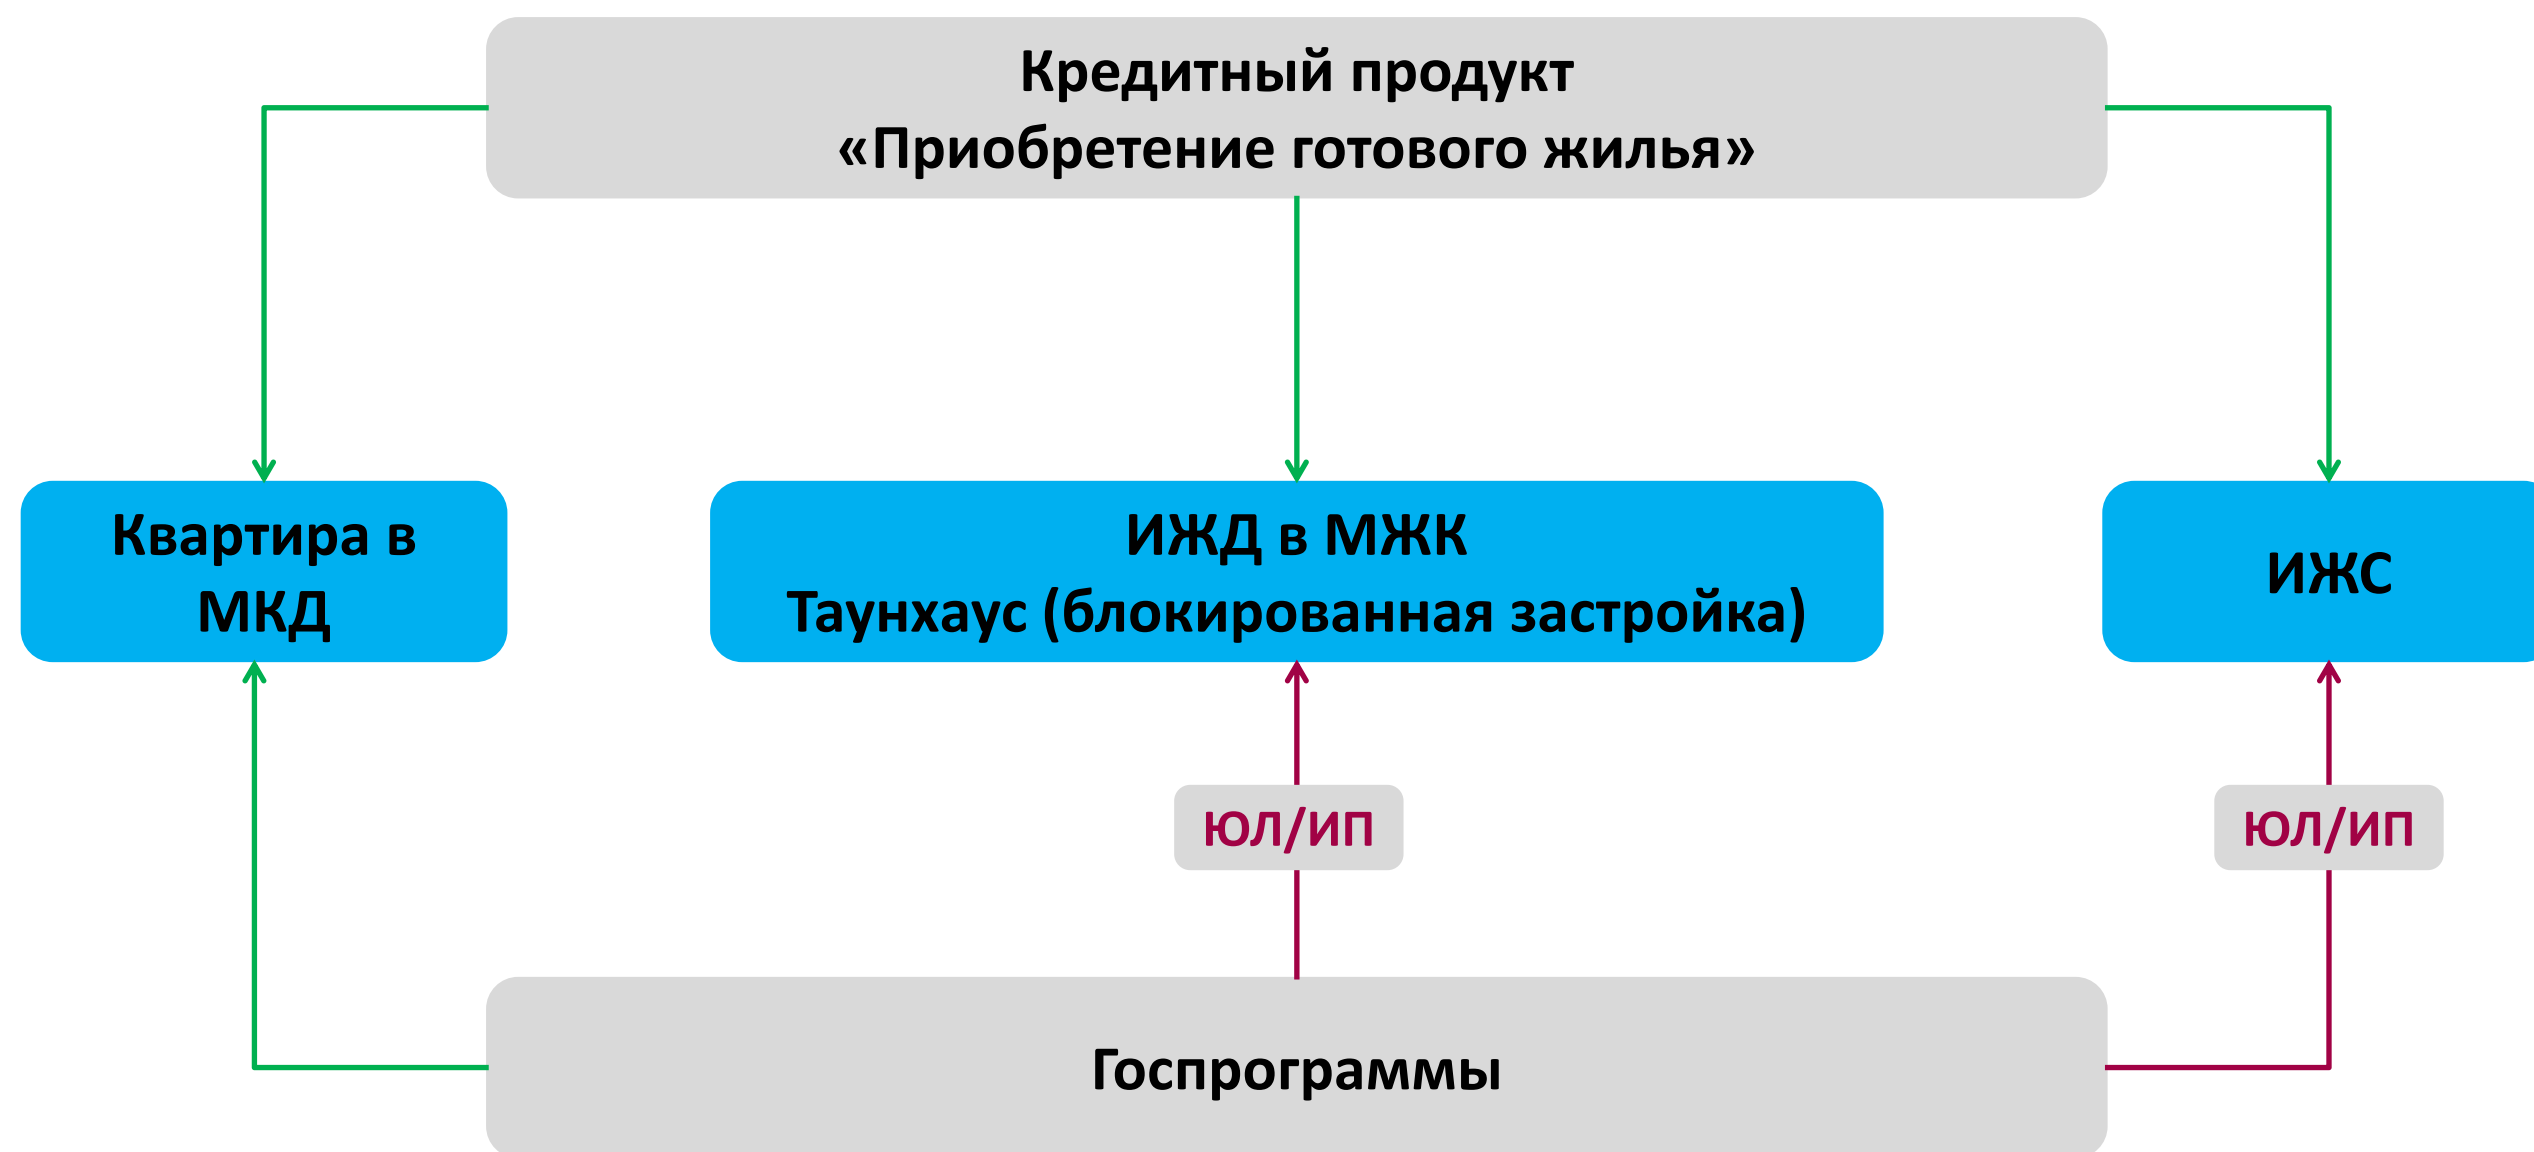 Кредитный продукт
«Приобретение готового жилья»
Квартира в
МКД
ИЖД в МЖК
Таунхаус (блокированная застройка)
ИЖС
ЮЛ/ИП
ЮЛ/ИП
Госпрограммы